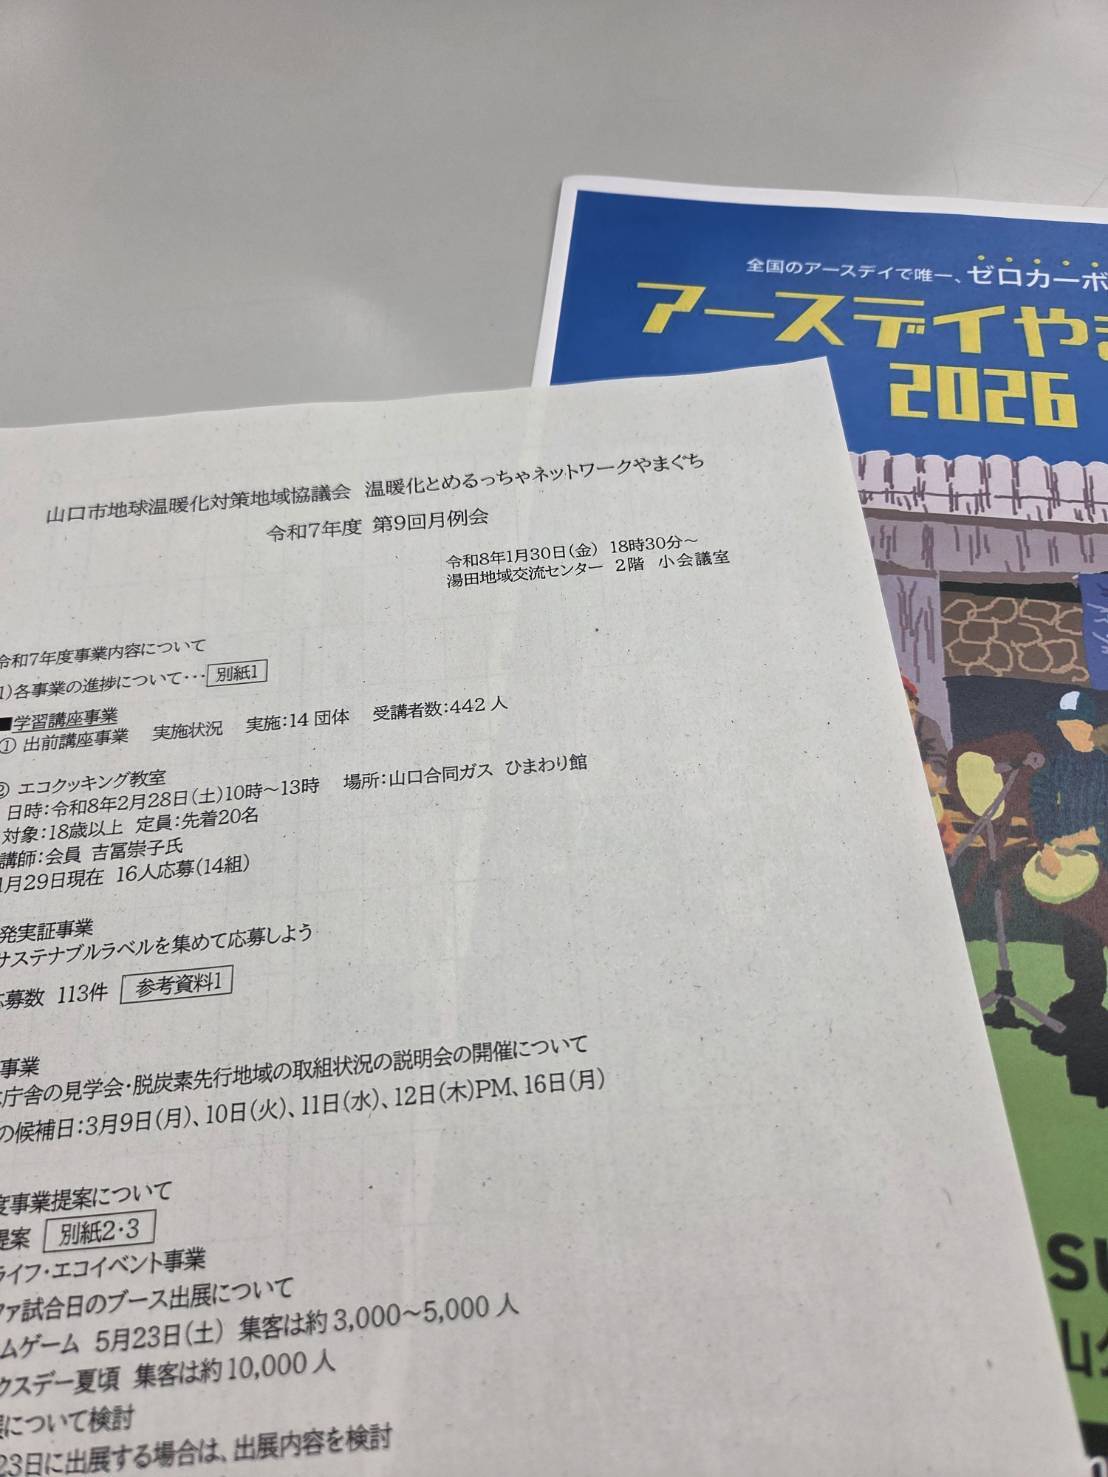 全国のアースデイで唯一、ゼロカーボ
アースデイやま
2026
山口市地球温暖化対策地域協議会 温暖化とめるっちゃネットワークやまぐち
令和7年度 第9回月例会
令和8年1月30日(金) 18時30分～
湯田地域交流センター 2階 小会議室
令和7年度事業内容について
1)各事業の進捗について･･･ 別紙1
■学習講座事業
① 出前講座事業 実施状況 実施：14 団体 受講者数：442 人
② エコクッキング教室
日時：令和8年2月28日(土)10時～13時 場所：山口合同ガス ひまわり館
対象：18歳以上 定員：先着20名
講師：会員 吉冨崇子氏
1月29日現在 16人応募(14組)
発実証事業
サステナブルラベルを集めて応募しよう
応募数 113件 参考資料1
事業
庁舎の見学会・脱炭素先行地域の取組状況の説明会の開催について
の候補日：3月9日(月)、10日(火)、11日(水)、12日(木)PM、16日(月)
度事業提案について
提案 別紙2・3
ライフ・エコイベント事業
ファ試合日のブース出展について
ムゲーム 5月23日(土) 集客は約 3,000～5,000 人
クスデー夏頃 集客は約 10,000 人
展について検討
23日に出展する場合は、出展内容を検討
SU
山公